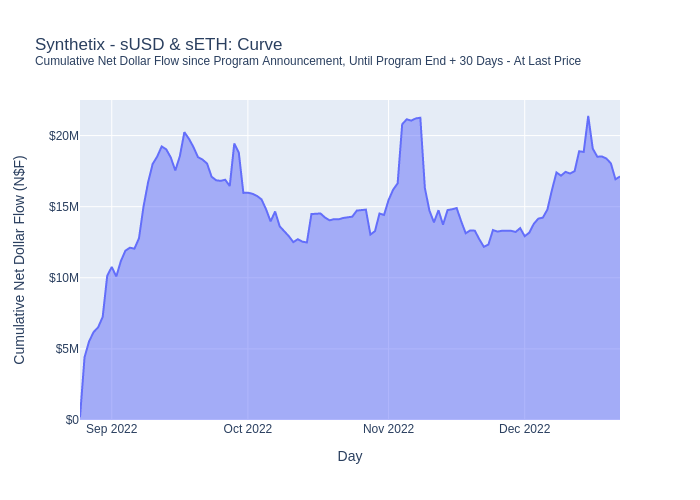 Synthetix - sUSD & sETH: Curve
Cumulative Net Dollar Flow since Program Announcement, Until Program End + 30 Days - At Last Price
Cumulative Net Dollar Flow (N$F)
$20M
$15M
$10M
$5M
$0
Sep 2022 Oct 2022 Nov 2022 Dec 2022
Day